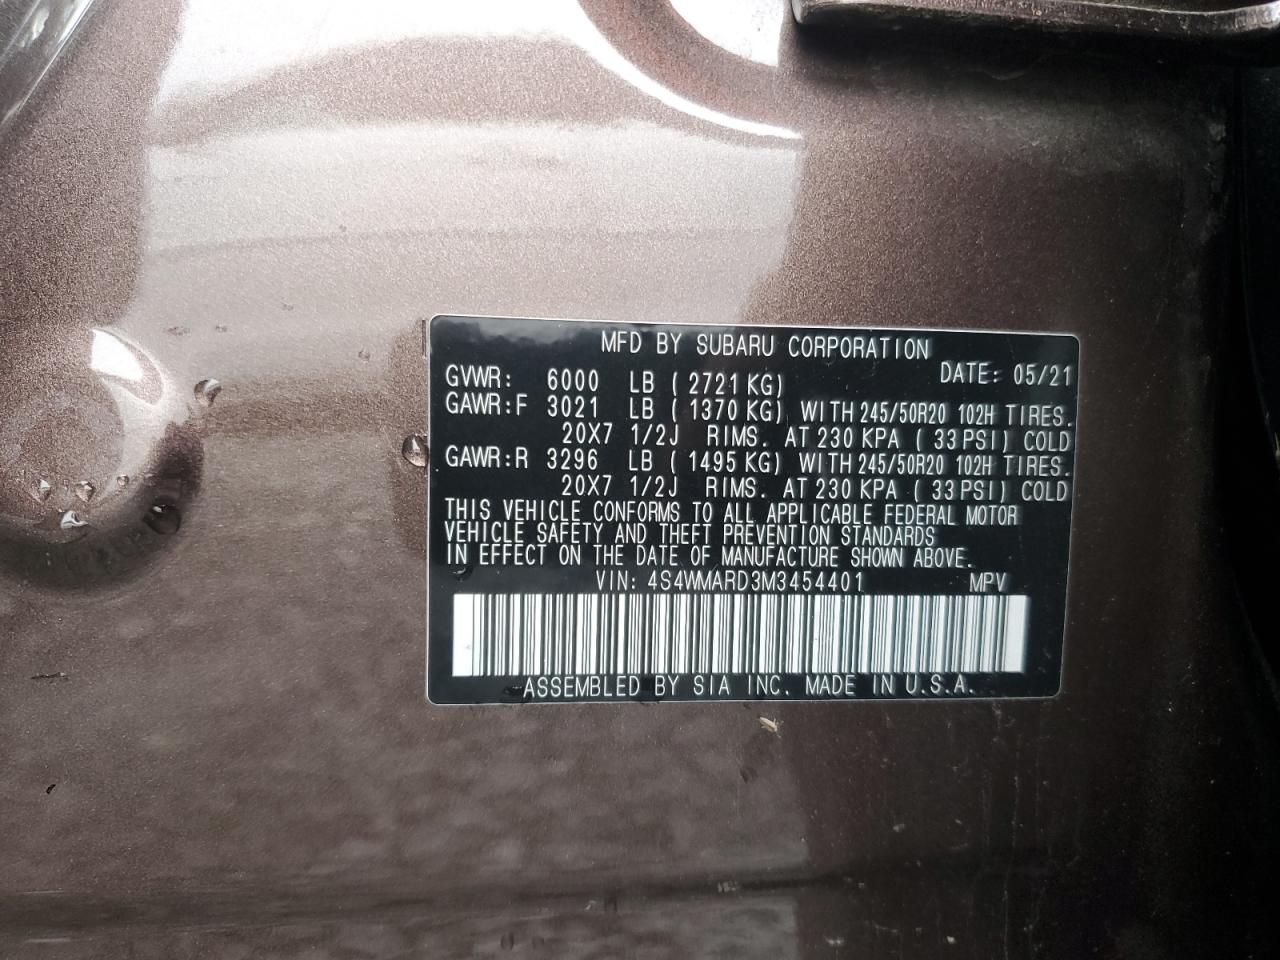 MFD BY SUBARU CORPORATION
DATE: 05/21
GVWR: 6000 LB ( 2721 KG)
GAWR:F 3021 LB ( 1370 KG) WITH 245/50R20 102H TIRES.
20X7 1/2J RIMS. AT 230 KPA ( 33 PSI) COLD
GAWR:R 3296 LB ( 1495 KG) WITH 245/50R20 102H TIRES.
20X7 1/2J RIMS. AT 230 KPA ( 33 PSI) COLD
THIS VEHICLE CONFORMS TO ALL APPLICABLE FEDERAL MOTOR
VEHICLE SAFETY AND THEFT PREVENTION STANDARDS
IN EFFECT ON THE DATE OF MANUFACTURE SHOWN ABOVE.
VIN: 4S4WMARD3M3454401 MPV
ASSEMBLED BY SIA INC. MADE IN U.S.A.